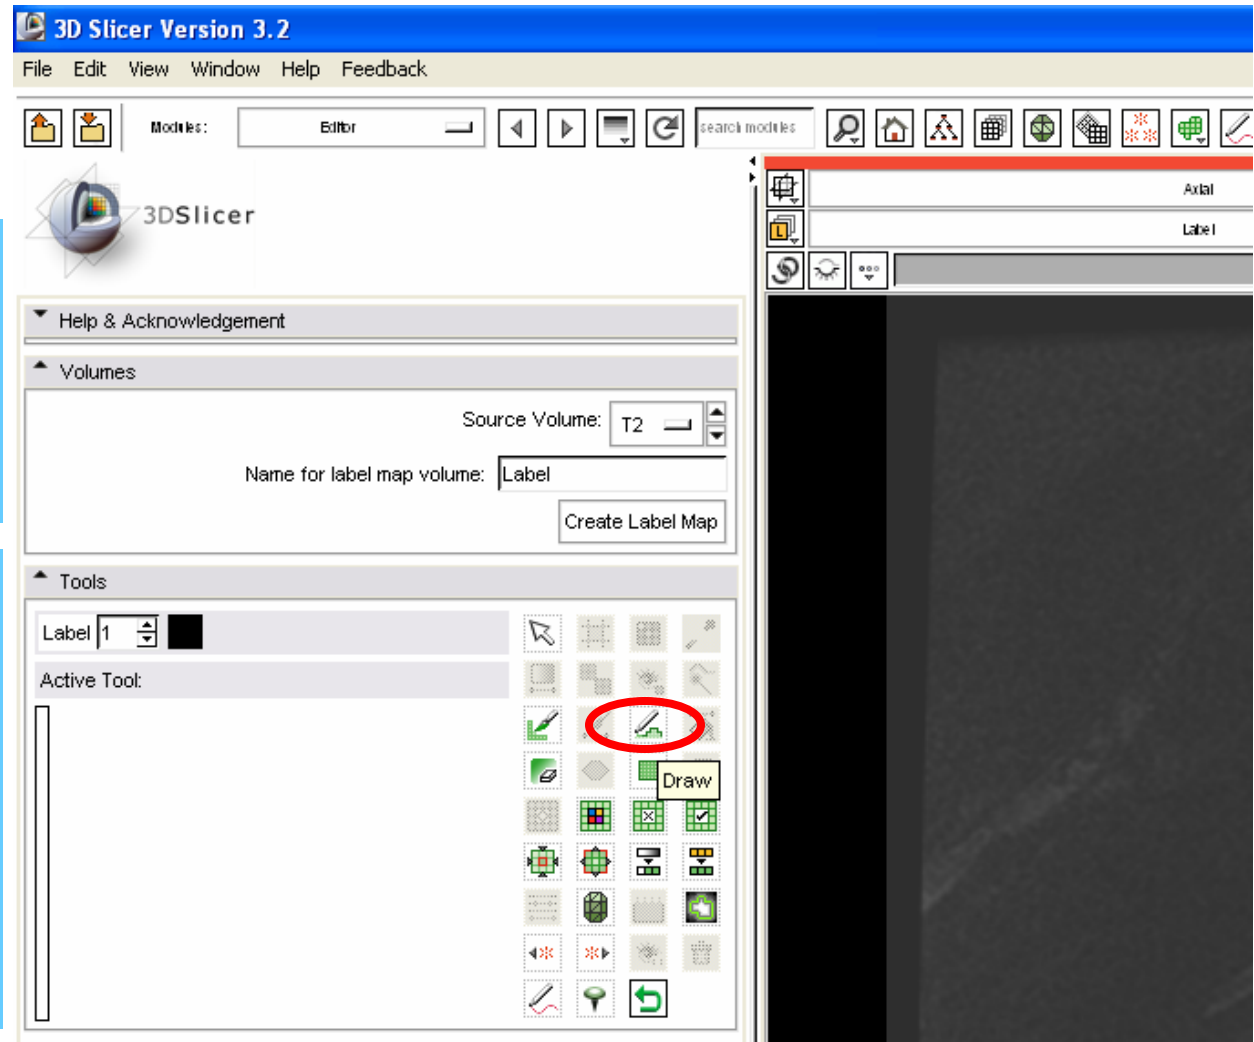 3D Slicer Version 3.2
File Edit View Window Help Feedback
Modules: Editor search modules
3DSlicer
Axial
Label
L
Help & Acknowledgement
Volumes
Source Volume: T2
Name for label map volume: Label
Create Label Map
Tools
Label 1
Active Tool:
Draw